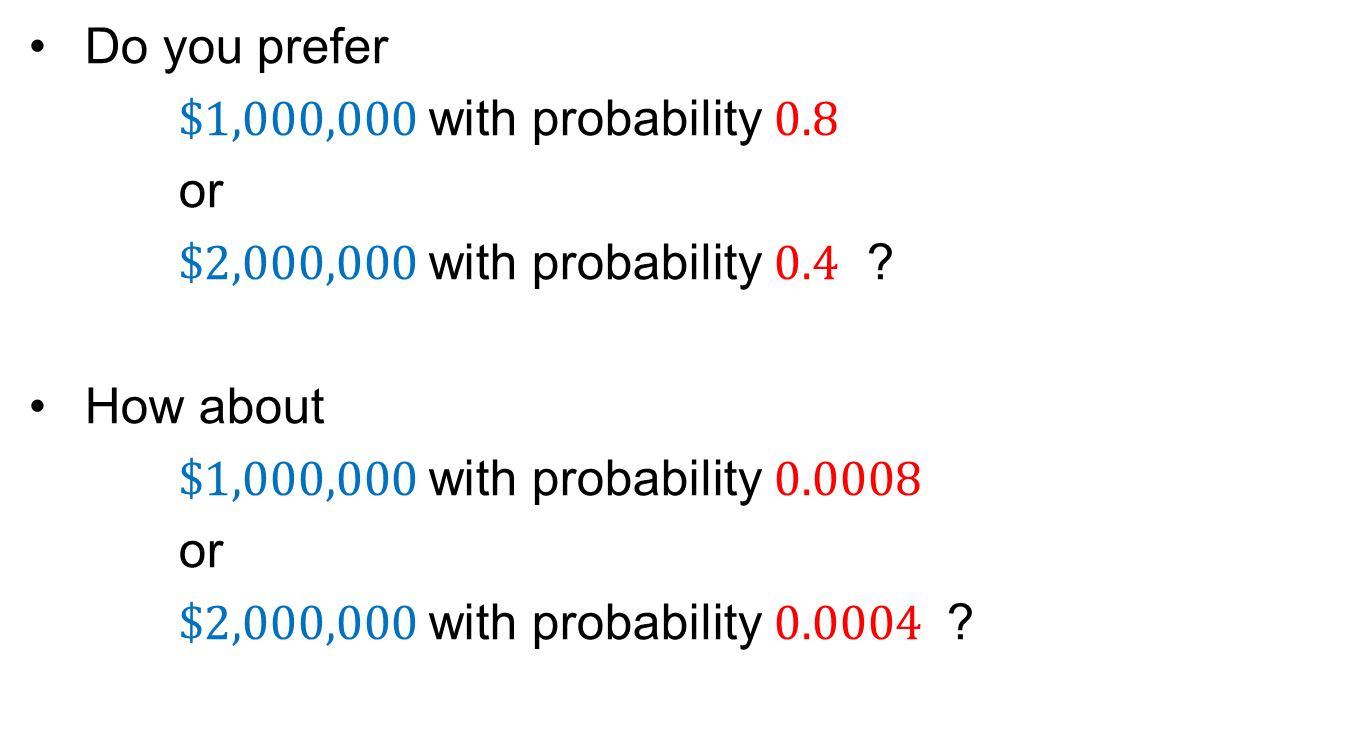 • Do you prefer
$1,000,000 with probability 0.8
or
$2,000,000 with probability 0.4 ?
• How about
$1,000,000 with probability 0.0008
or
$2,000,000 with probability 0.0004 ?